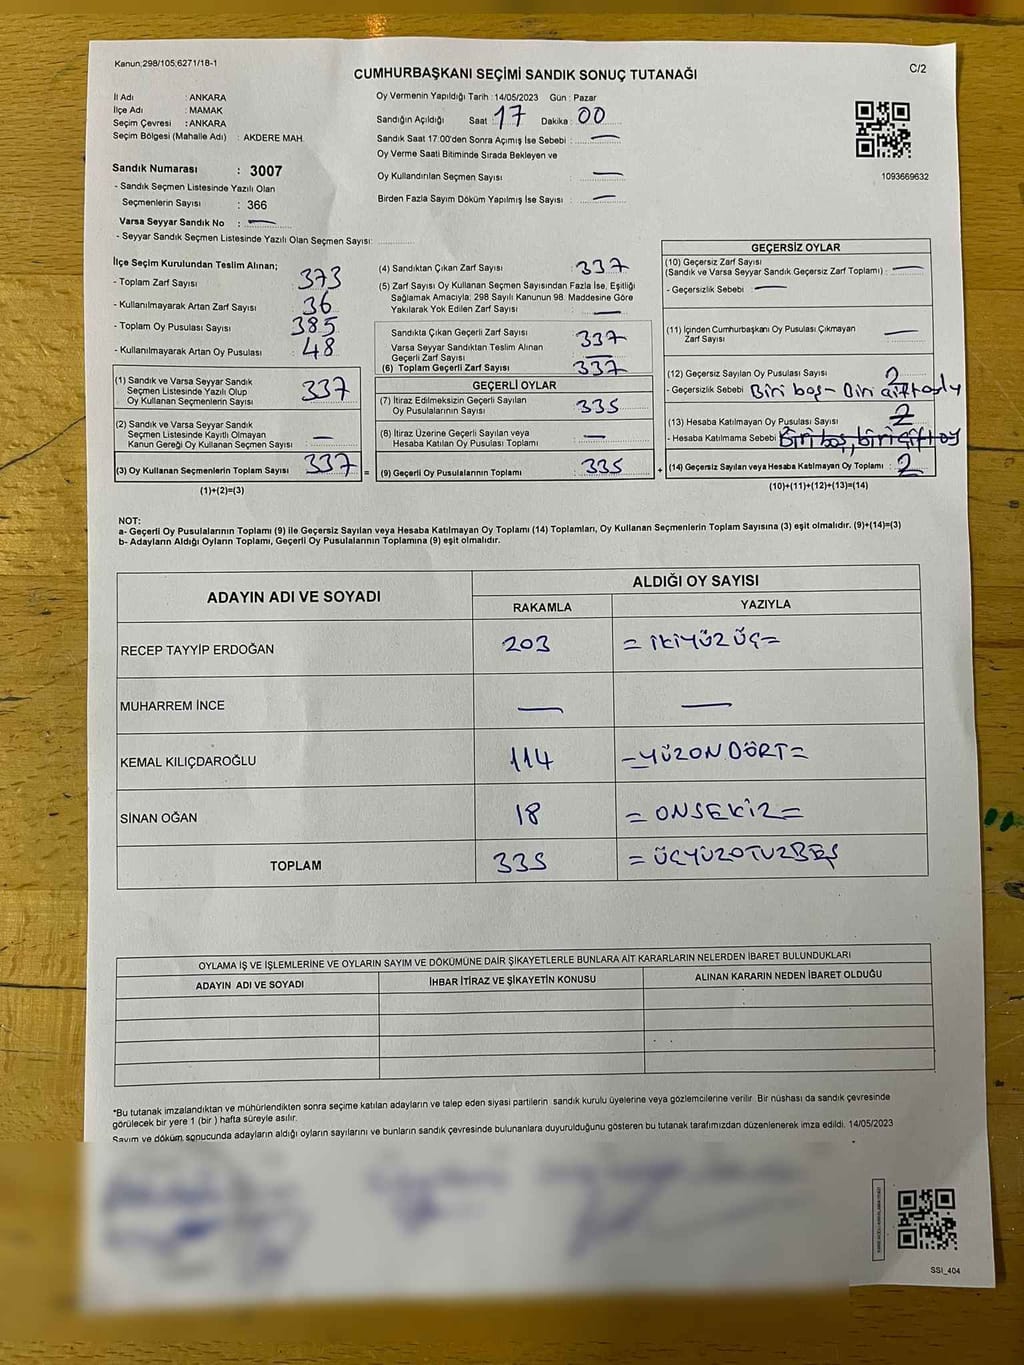 Kanun;298/105,6271/18-1
CUMHURBAŞKANI SEÇİMİ SANDIK SONUÇ TUTANAĞI
C/2
İl Adı : ANKARA
İlçe Adı : MAMAK
Seçim Çevresi : ANKARA
Seçim Bölgesi (Mahalle Adı) : AKDERE MAH.
Oy Vermenin Yapıldığı Tarih : 14/05/2023 Gün : Pazar
Sandığın Açıldığı Saat : 17 Dakika : 00
Sandık Saat 17:00'den Sonra Açımış İse Sebebi : —
Oy Verme Saati Bitiminde Sırada Bekleyen ve
Oy Kullandırılan Seçmen Sayısı : —
Birden Fazla Sayım Döküm Yapılmış İse Sayısı : —
1093669632
Sandık Numarası : 3007
- Sandık Seçmen Listesinde Yazılı Olan
Seçmenlerin Sayısı : 366
Varsa Seyyar Sandık No : —
- Seyyar Sandık Seçmen Listesinde Yazılı Olan Seçmen Sayısı: ..............
İlçe Seçim Kurulundan Teslim Alınan;
- Toplam Zarf Sayısı : 373
- Kullanılmayarak Artan Zarf Sayısı : 36
- Toplam Oy Pusulası Sayısı : 385
- Kullanılmayarak Artan Oy Pusulası : 48
(1) Sandık ve Varsa Seyyar Sandık
Seçmen Listesinde Yazılı Olup
Oy Kullanan Seçmenlerin Sayısı : 337
(2) Sandık ve Varsa Seyyar Sandık
Seçmen Listesinde Kayıtlı Olmayan
Kanun Gereği Oy Kullanan Seçmen Sayısı : —
(3) Oy Kullanan Seçmenlerin Toplam Sayısı : 337 =
(1)+(2)=(3)
(4) Sandıktan Çıkan Zarf Sayısı : 337
(5) Zarf Sayısı Oy Kullanan Seçmen Sayısından Fazla İse, Eşitliği
Sağlamak Amacıyla; 298 Sayılı Kanunun 98. Maddesine Göre
Yakılarak Yok Edilen Zarf Sayısı : —
Sandıkta Çıkan Geçerli Zarf Sayısı : 337
Varsa Seyyar Sandıktan Teslim Alınan
Geçerli Zarf Sayısı : —
(6) Toplam Geçerli Zarf Sayısı : 337
GEÇERLİ OYLAR
(7) İtiraz Edilmeksizin Geçerli Sayılan
Oy Pusulalarının Sayısı : 335
(8) İtiraz Üzerine Geçerli Sayılan veya
Hesaba Katılan Oy Pusulası Toplamı : —
(9) Geçerli Oy Pusulalarının Toplamı : 335 +
GEÇERSİZ OYLAR
(10) Geçersiz Zarf Sayısı
(Sandık ve Varsa Seyyar Sandık Geçersiz Zarf Toplamı) : —
- Geçersizlik Sebebi : —
(11) İçinden Cumhurbaşkanı Oy Pusulası Çıkmayan
Zarf Sayısı : —
(12) Geçersiz Sayılan Oy Pusulası Sayısı : 2
- Geçersizlik Sebebi : Biri boş - Biri çift oy
(13) Hesaba Katılmayan Oy Pusulası Sayısı : 2
- Hesaba Katılmama Sebebi : Biri boş, biri çift oy
(14) Geçersiz Sayılan veya Hesaba Katılmayan Oy Toplamı : 2
(10)+(11)+(12)+(13)=(14)
NOT:
a- Geçerli Oy Pusulalarının Toplamı (9) ile Geçersiz Sayılan veya Hesaba Katılmayan Oy Toplamı (14) Toplamları, Oy Kullanan Seçmenlerin Toplam Sayısına (3) eşit olmalıdır. (9)+(14)=(3)
b- Adayların Aldığı Oyların Toplamı, Geçerli Oy Pusulalarının Toplamına (9) eşit olmalıdır.
ADAYIN ADI VE SOYADI
ALDIĞI OY SAYISI
RAKAMLA YAZIYLA
RECEP TAYYİP ERDOĞAN 203 = İKİYÜZ ÜÇ =
MUHARREM İNCE — —
KEMAL KILIÇDAROĞLU 114 = YÜZON DÖRT =
SİNAN OĞAN 18 = ONSEKİZ =
TOPLAM 335 = ÜÇYÜZOTUZBEŞ
OYLAMA İŞ VE İŞLEMLERİNE VE OYLARIN SAYIM VE DÖKÜMÜNE DAİR ŞİKAYETLERLE BUNLARA AİT KARARLARIN NELERDEN İBARET BULUNDUKLARI
ADAYIN ADI VE SOYADI İHBAR İTİRAZ VE ŞİKAYETİN KONUSU ALINAN KARARIN NEDEN İBARET OLDUĞU
*Bu tutanak imzalandıktan ve mühürlendikten sonra seçime katılan adayların ve talep eden siyasi partilerin sandık kurulu üyelerine veya gözlemcilerine verilir. Bir nüshası da sandık çevresinde
görülecek bir yere 1 (bir ) hafta süreyle asılır.
Sayım ve döküm sonucunda adayların aldığı oyların sayılarını ve bunların sandık çevresinde bulunanlara duyurulduğunu gösteren bu tutanak tarafımızdan düzenlenerek imza edildi. 14/05/2023
SSI_404